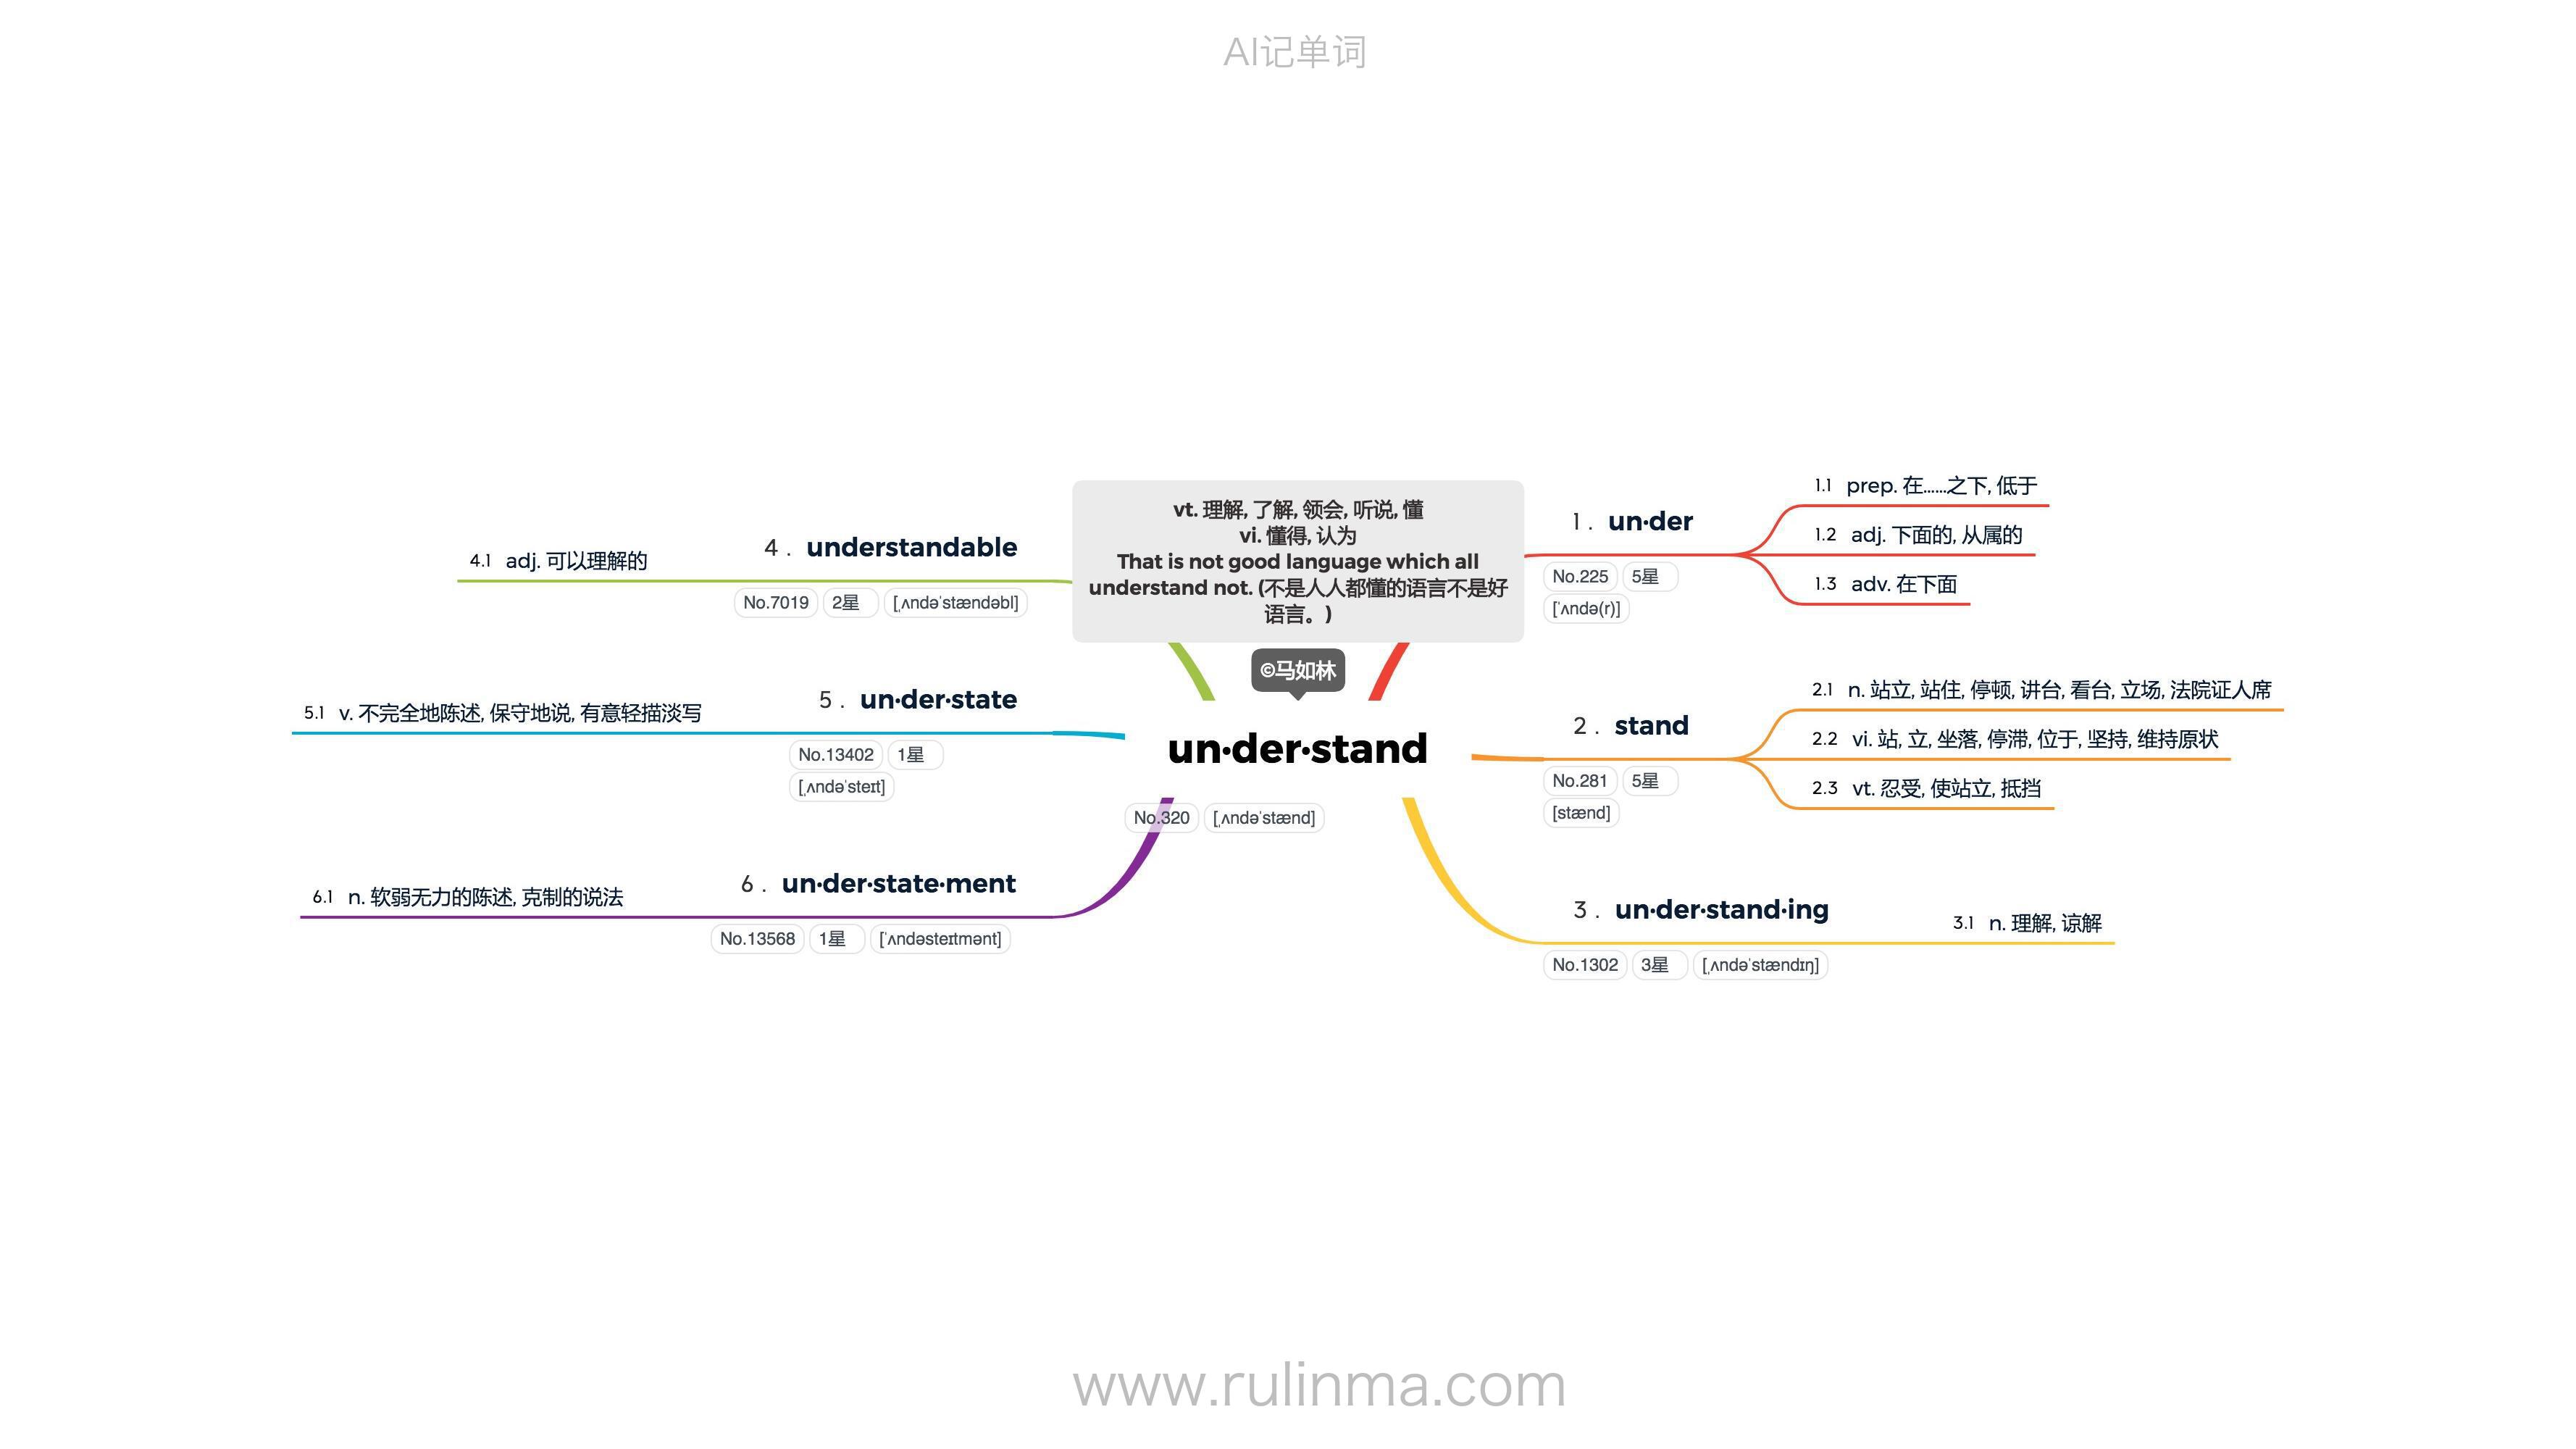 AI记单词
vt. 理解, 了解, 领会, 听说, 懂
vi. 懂得, 认为
That is not good language which all
understand not. (不是人人都懂的语言不是好
语言。)
©马如林
un·der·stand
No.320 [ˌʌndəˈstænd]
1. un·der
No.225 5星
[ˈʌndə(r)]
1.1 prep. 在……之下, 低于
1.2 adj. 下面的, 从属的
1.3 adv. 在下面
2. stand
No.281 5星
[stænd]
2.1 n. 站立, 站住, 停顿, 讲台, 看台, 立场, 法院证人席
2.2 vi. 站, 立, 坐落, 停滞, 位于, 坚持, 维持原状
2.3 vt. 忍受, 使站立, 抵挡
3. un·der·stand·ing
No.1302 3星 [ˌʌndəˈstændɪŋ]
3.1 n. 理解, 谅解
4. understandable
No.7019 2星 [ˌʌndəˈstændəbl]
4.1 adj. 可以理解的
5. un·der·state
No.13402 1星
[ˌʌndəˈsteɪt]
5.1 v. 不完全地陈述, 保守地说, 有意轻描淡写
6. un·der·state·ment
No.13568 1星 [ˈʌndəsteɪtmənt]
6.1 n. 软弱无力的陈述, 克制的说法
www.rulinma.com